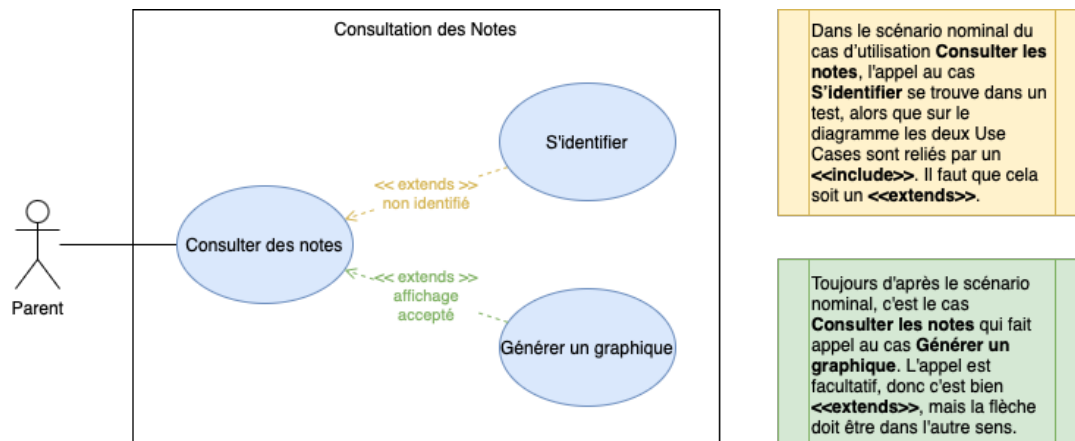 Consultation des Notes
S'identifier
<< extends >>
non identifié
Consulter des notes
Parent
<< extends >>
affichage
accepté
Générer un graphique
Dans le scénario nominal du
cas d'utilisation Consulter les
notes, l'appel au cas
S'identifier se trouve dans un
test, alors que sur le
diagramme les deux Use
Cases sont reliés par un
<<include>>. Il faut que cela
soit un <<extends>>.
Toujours d'après le scénario
nominal, c'est le cas
Consulter les notes qui fait
appel au cas Générer un
graphique. L'appel est
facultatif, donc c'est bien
<<extends>>, mais la flèche
doit être dans l'autre sens.